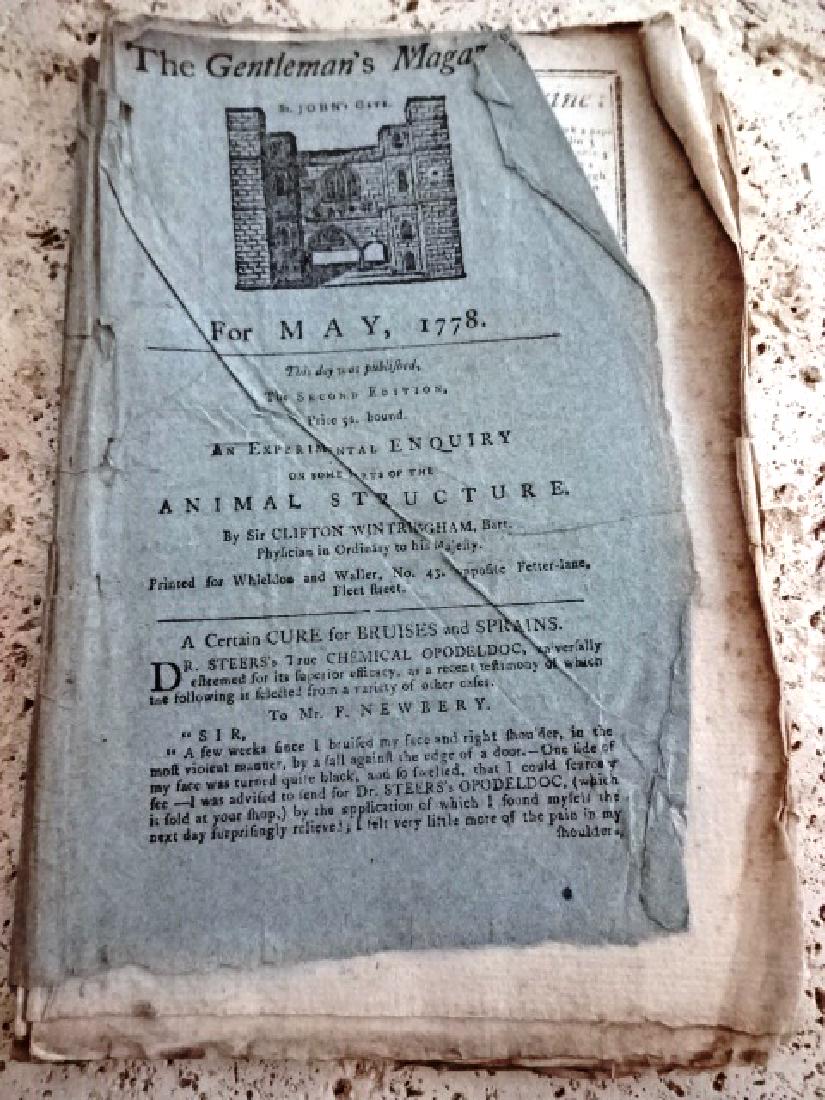 The Gentleman's Maga
St. JOHN's GATE.
For MAY, 1778.
This day was publiſhed,
The SECOND EDITION,
Price 5s. bound.
AN EXPERIMENTAL ENQUIRY
ON SOME PARTS OF THE
ANIMAL STRUCTURE.
By Sir CLIFTON WINTRINGHAM, Bart.
Phyſician in Ordinary to his Majeſty.
Printed for Whieldon and Waller, No. 43. oppoſite Fetter-lane,
Fleet ſtreet.
A Certain CURE for BRUISES and SPRAINS.
DR. STEERS's True CHEMICAL OPODELDOC, univerſally
eſteemed for its ſuperior efficacy, as a recent teſtimony of which
the following is ſelected from a variety of other caſes.
To Mr. F. NEWBERY.
"SIR,
"A few weeks ſince I bruiſed my face and right ſhoulder, in the
moſt violent manner, by a fall againſt the edge of a door.—One ſide of
my face was turned quite black, and ſo ſwelled, that I could ſcarce
ſee—I was adviſed to ſend for Dr. STEERS's OPODELDOC, (which
is ſold at your ſhop,) by the application of which I found myſelf the
next day ſurpriſingly relieved; I felt very little more of the pain in my
ſhoulder,
zine: